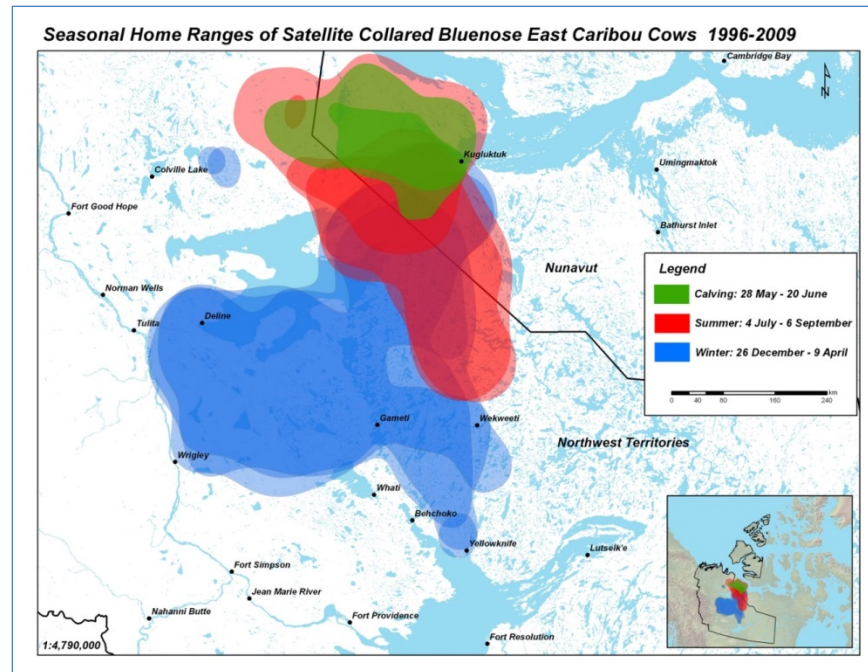 Seasonal Home Ranges of Satellite Collared Bluenose East Caribou Cows 1996-2009
Cambridge Bay
N
Kugluktuk
Umingmaktok
Colville Lake
Fort Good Hope
Bathurst Inlet
Nunavut
Legend
Calving: 28 May - 20 June
Summer: 4 July - 6 September
Winter: 26 December - 9 April
km
0 40 80 160 240
Norman Wells
Deline
Tulita
Gameti
Wekweeti
Northwest Territories
Wrigley
Whati
Behchoko
Yellowknife
Lutselk'e
Fort Simpson
Jean Marie River
Nahanni Butte
Fort Providence
Fort Resolution
1:4,790,000